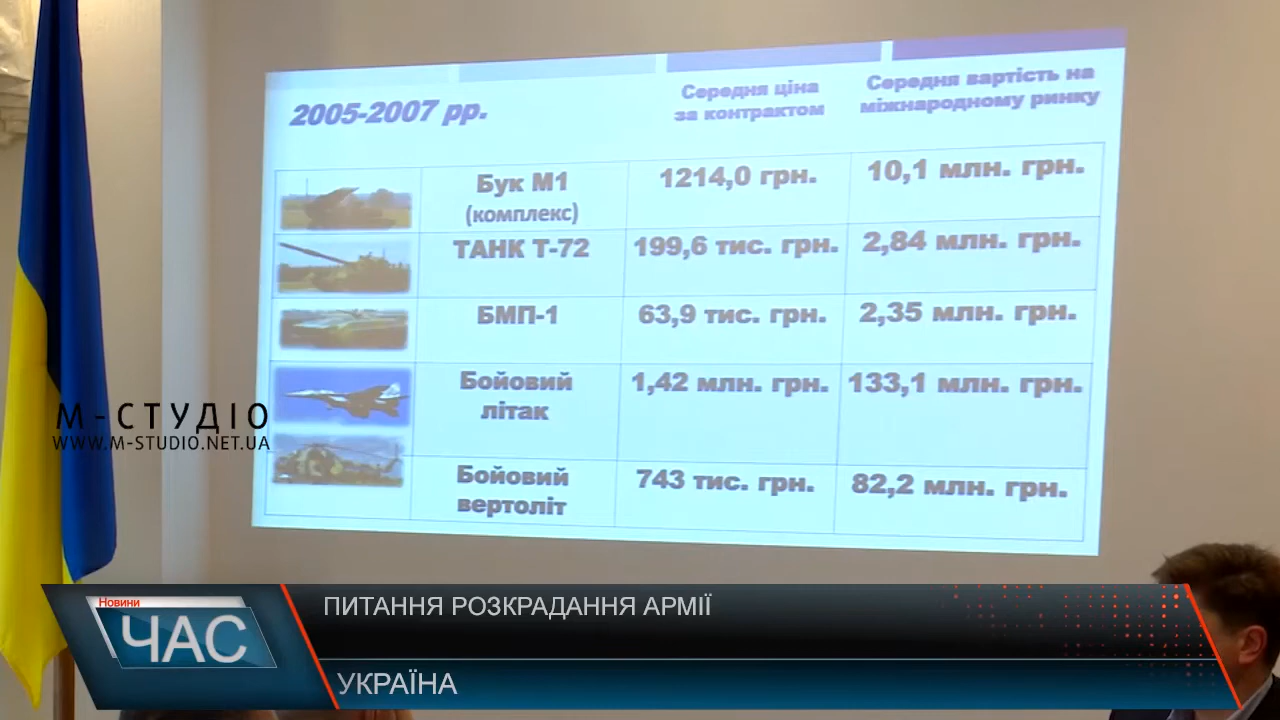 2005-2007 рр.
Середня ціна
за контрактом
Середня вартість на
міжнародному ринку
Бук М1
(комплекс)
1214,0 грн.
10,1 млн. грн.
ТАНК Т-72
199,6 тис. грн.
2,84 млн. грн.
БМП-1
63,9 тис. грн.
2,35 млн. грн.
Бойовий
літак
1,42 млн. грн.
133,1 млн. грн.
Бойовий
вертоліт
743 тис. грн.
82,2 млн. грн.
М-СТУДІО
WWW.M-STUDIO.NET.UA
Новини
ЧАС
ПИТАННЯ РОЗКРАДАННЯ АРМІЇ
УКРАЇНА